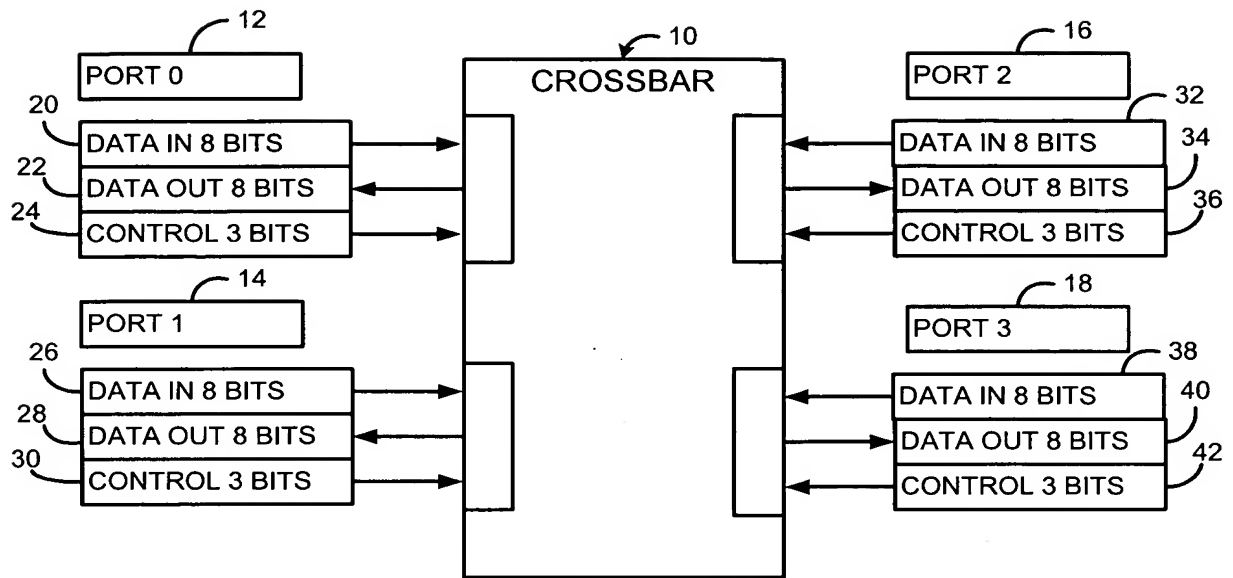 12
PORT 0
20
DATA IN 8 BITS
22
DATA OUT 8 BITS
24
CONTROL 3 BITS
14
PORT 1
26
DATA IN 8 BITS
28
DATA OUT 8 BITS
30
CONTROL 3 BITS
10
CROSSBAR
16
PORT 2
32
DATA IN 8 BITS
34
DATA OUT 8 BITS
36
CONTROL 3 BITS
18
PORT 3
38
DATA IN 8 BITS
40
DATA OUT 8 BITS
42
CONTROL 3 BITS